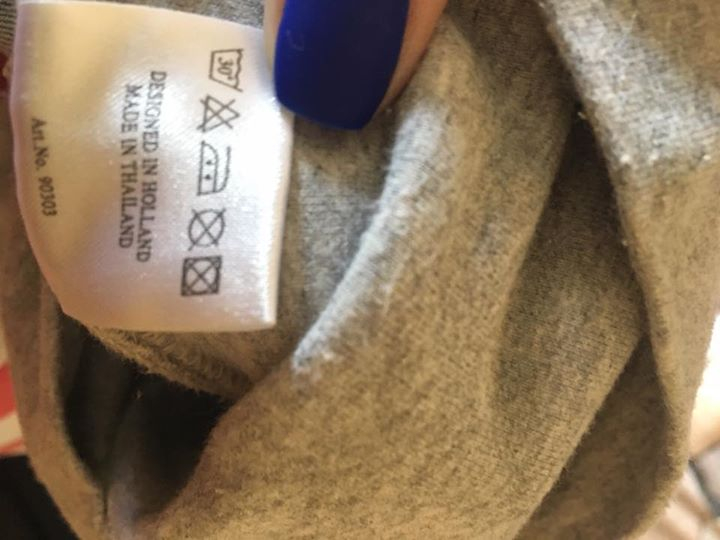 30°
DESIGNED IN HOLLAND
MADE IN THAILAND
Art.No. 90303